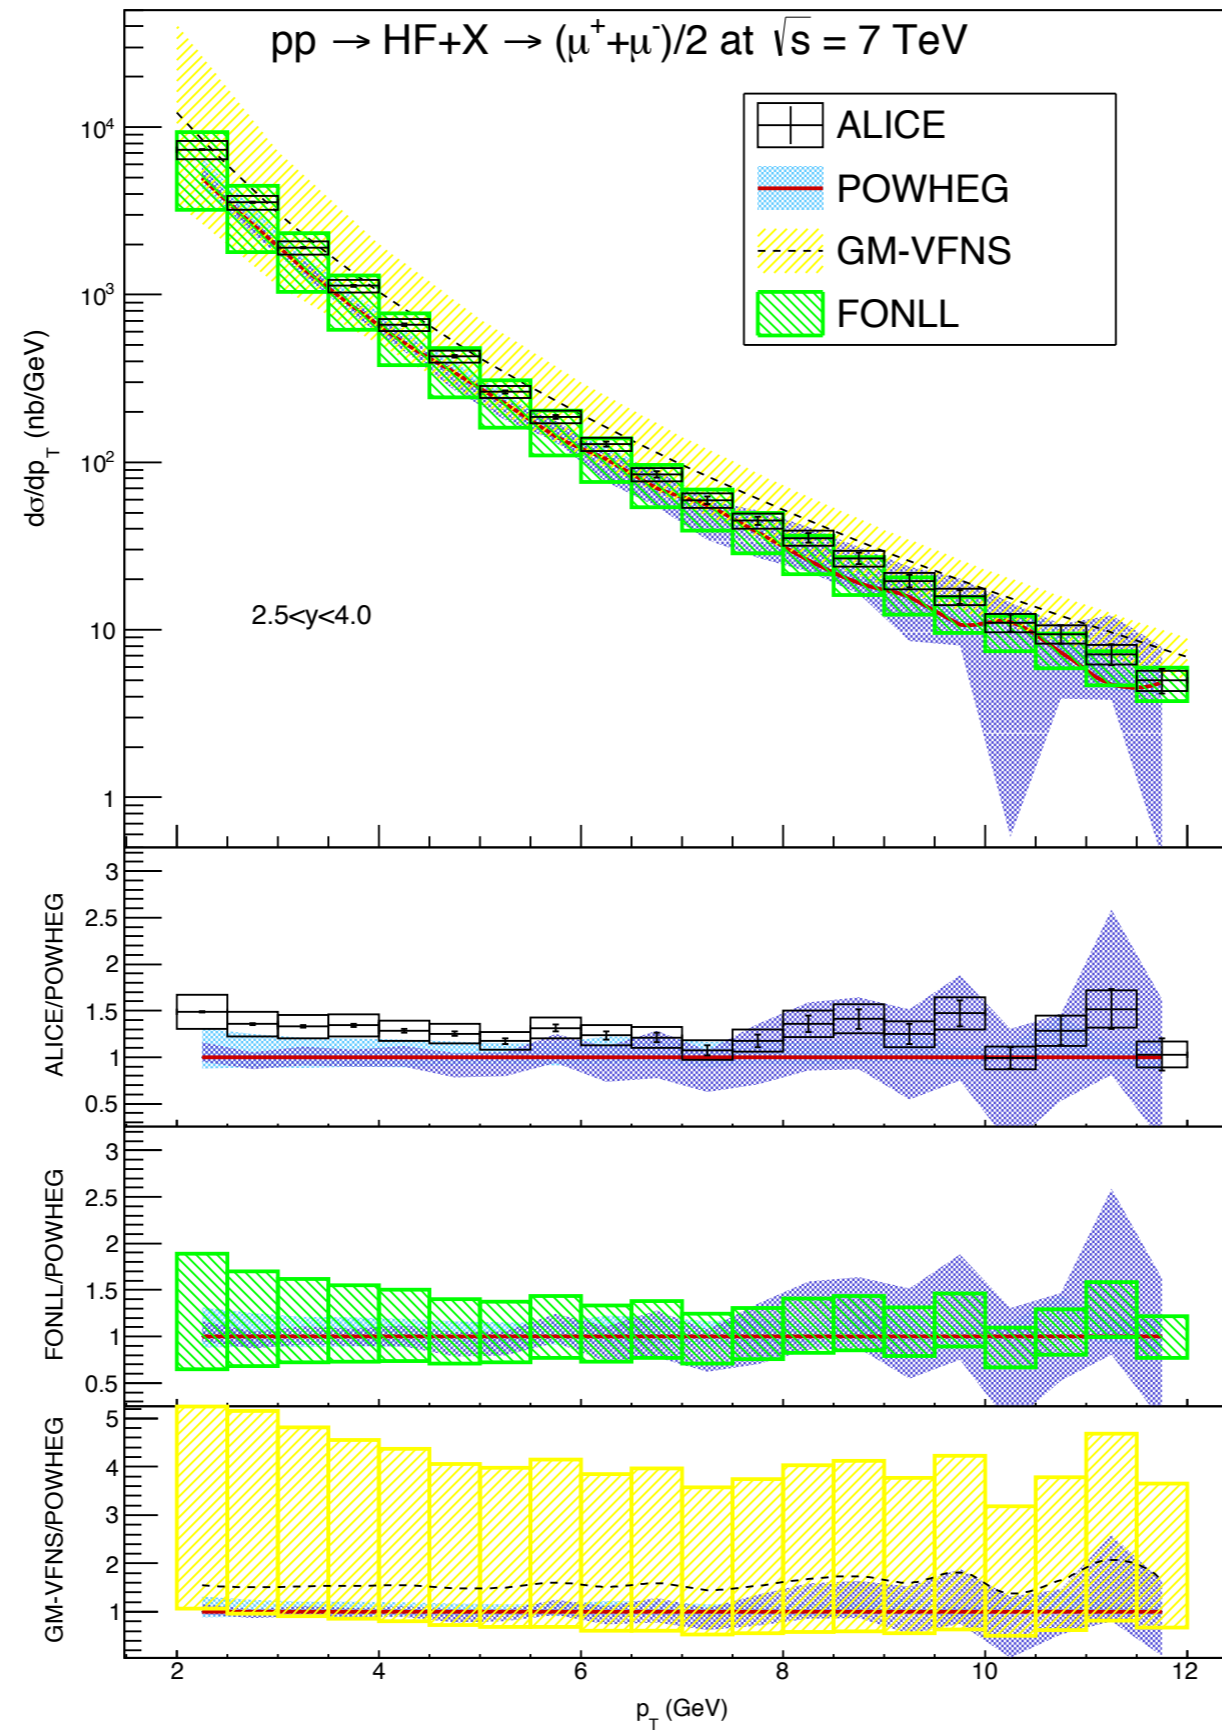 pp → HF+X → (μ⁺+μ⁻)/2 at √s = 7 TeV
ALICE
POWHEG
GM-VFNS
FONLL
dσ/dp_T (nb/GeV)
10⁴
10³
10²
10
1
2.5<y<4.0
ALICE/POWHEG
3
2.5
2
1.5
1
0.5
FONLL/POWHEG
3
2.5
2
1.5
1
0.5
GM-VFNS/POWHEG
5
4
3
2
1
2 4 6 8 10 12
p_T (GeV)